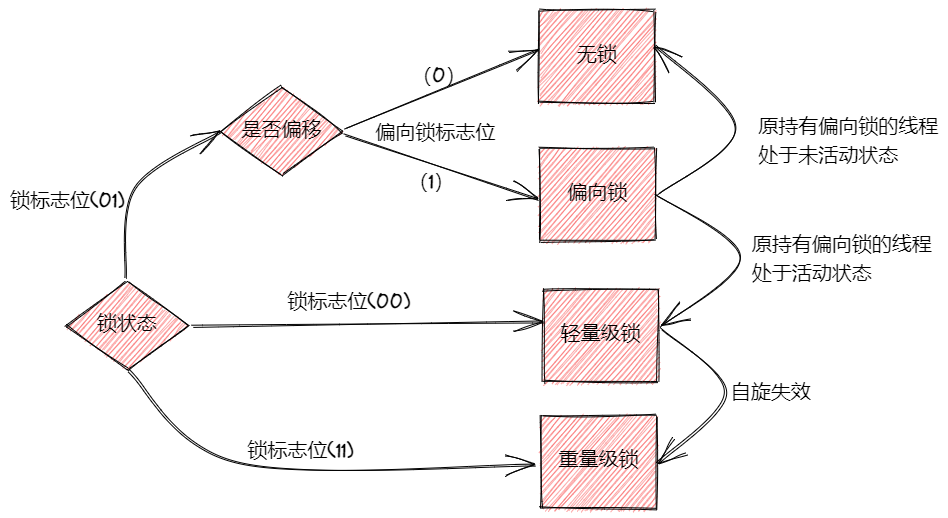 无锁
(0)
是否偏移
偏向锁标志位
原持有偏向锁的线程
处于未活动状态
(1)
偏向锁
锁标志位(01)
原持有偏向锁的线程
处于活动状态
锁标志位(00)
锁状态
轻量级锁
自旋失效
锁标志位(11)
重量级锁